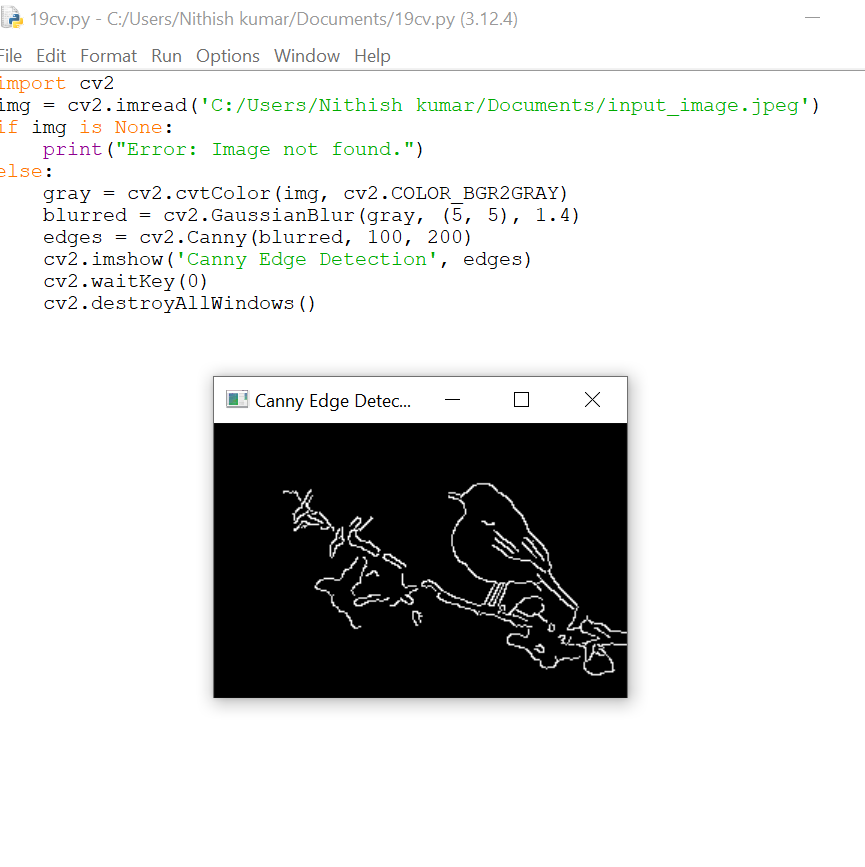 19cv.py - C:/Users/Nithish kumar/Documents/19cv.py (3.12.4)
File Edit Format Run Options Window Help
import cv2
img = cv2.imread('C:/Users/Nithish kumar/Documents/input_image.jpeg')
if img is None:
    print("Error: Image not found.")
else:
    gray = cv2.cvtColor(img, cv2.COLOR_BGR2GRAY)
    blurred = cv2.GaussianBlur(gray, (5, 5), 1.4)
    edges = cv2.Canny(blurred, 100, 200)
    cv2.imshow('Canny Edge Detection', edges)
    cv2.waitKey(0)
    cv2.destroyAllWindows()
Canny Edge Detec...